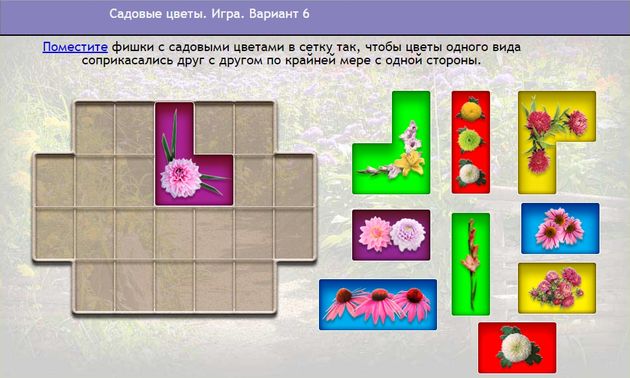 Садовые цветы. Игра. Вариант 6
Поместите фишки с садовыми цветами в сетку так, чтобы цветы одного вида
соприкасались друг с другом по крайней мере с одной стороны.